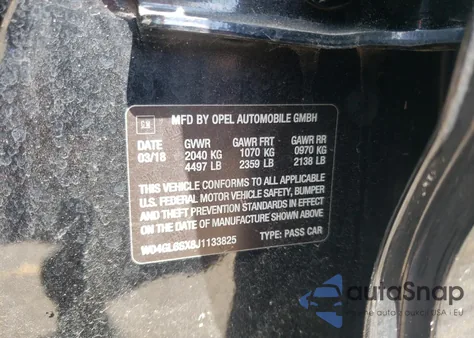 GM
MFD BY OPEL AUTOMOBILE GMBH
DATE GVWR GAWR FRT GAWR RR
03/18 2040 KG 1070 KG 0970 KG
4497 LB 2359 LB 2138 LB
THIS VEHICLE CONFORMS TO ALL APPLICABLE
U.S. FEDERAL MOTOR VEHICLE SAFETY, BUMPER
AND THEFT PREVENTION STANDARDS IN EFFECT
ON THE DATE OF MANUFACTURE SHOWN ABOVE.
W04GL6SX8J1133825 TYPE: PASS CAR
autoSnap